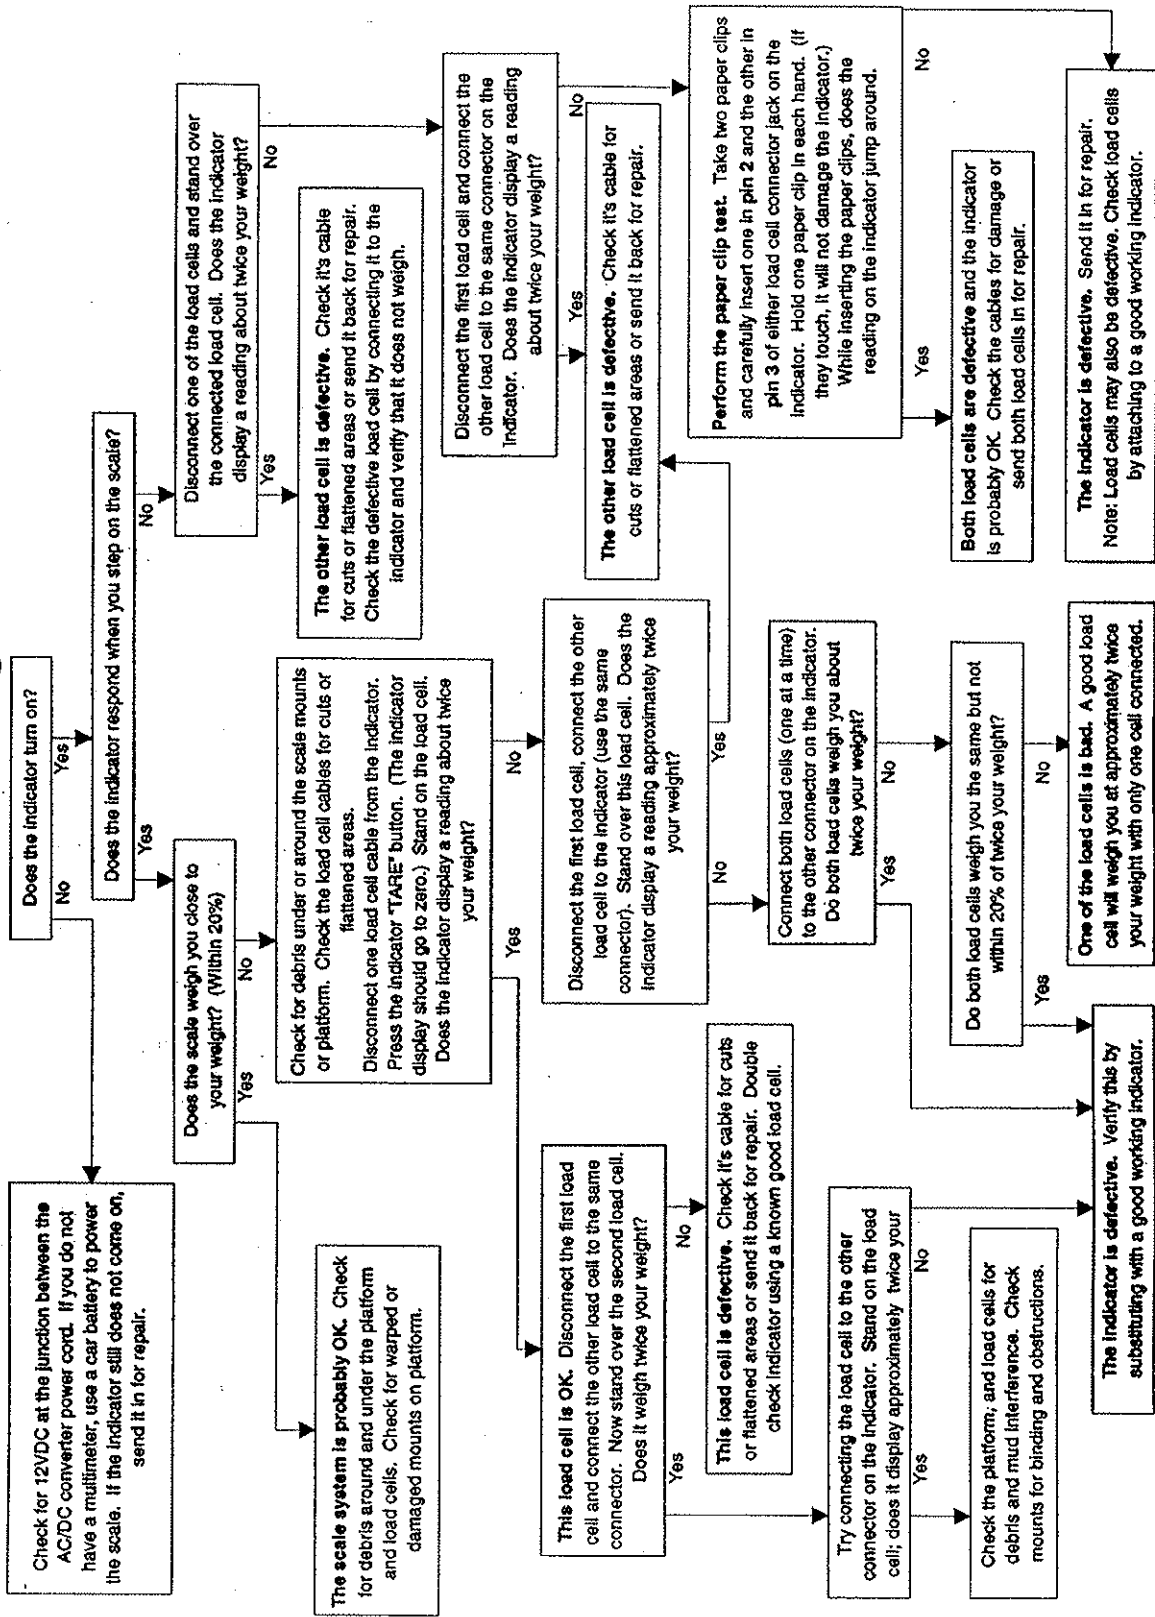 Does the indicator turn on?
No
Yes
Check for 12VDC at the junction between the
AC/DC converter power cord. If you do not
have a multimeter, use a car battery to power
the scale. If the indicator still does not come on,
send it in for repair.
Does the indicator respond when you step on the scale?
Yes
No
Does the scale weigh you close to
your weight? (Within 20%)
Yes
No
Disconnect one of the load cells and stand over
the connected load cell. Does the indicator
display a reading about twice your weight?
Yes
No
The scale system is probably OK. Check
for debris around and under the platform
and load cells. Check for warped or
damaged mounts on platform.
Check for debris under or around the scale mounts
or platform. Check the load cell cables for cuts or
flattened areas.
Disconnect one load cell cable from the indicator.
Press the indicator "TARE" button. (The indicator
display should go to zero.) Stand on the load cell.
Does the indicator display a reading about twice
your weight?
Yes
No
The other load cell is defective. Check it's cable
for cuts or flattened areas or send it back for repair.
Check the defective load cell by connecting it to the
indicator and verify that it does not weigh.
Disconnect the first load cell and connect the
other load cell to the same connector on the
indicator. Does the indicator display a reading
about twice your weight?
Yes
No
This load cell is OK. Disconnect the first load
cell and connect the other load cell to the same
connector. Now stand over the second load cell.
Does it weigh twice your weight?
Yes
No
Disconnect the first load cell, connect the other
load cell to the indicator (use the same
connector). Stand over this load cell. Does the
indicator display a reading approximately twice
your weight?
No
Yes
The other load cell is defective. Check it's cable for
cuts or flattened areas or send it back for repair.
Perform the paper clip test. Take two paper clips
and carefully insert one in pin 2 and the other in
pin 3 of either load cell connector jack on the
indicator. Hold one paper clip in each hand. (If
they touch, it will not damage the indicator.)
While inserting the paper clips, does the
reading on the indicator jump around.
Yes
No
This load cell is defective. Check it's cable for cuts
or flattened areas or send it back for repair. Double
check indicator using a known good load cell.
Connect both load cells (one at a time)
to the other connector on the indicator.
Do both load cells weigh you about
twice your weight?
Yes
No
Try connecting the load cell to the other
connector on the indicator. Stand on the load
cell; does it display approximately twice your
Yes
No
Do both load cells weigh you the same but not
within 20% of twice your weight?
Yes
No
Both load cells are defective and the indicator
is probably OK. Check the cables for damage or
send both load cells in for repair.
Check the platform; and load cells for
debris and mud interference. Check
mounts for binding and obstructions.
The indicator is defective. Verify this by
substituting with a good working indicator.
One of the load cells is bad. A good load
cell will weigh you at approximately twice
your weight with only one cell connected.
The indicator is defective. Send it in for repair.
Note: Load cells may also be defective. Check load cells
by attaching to a good working indicator.